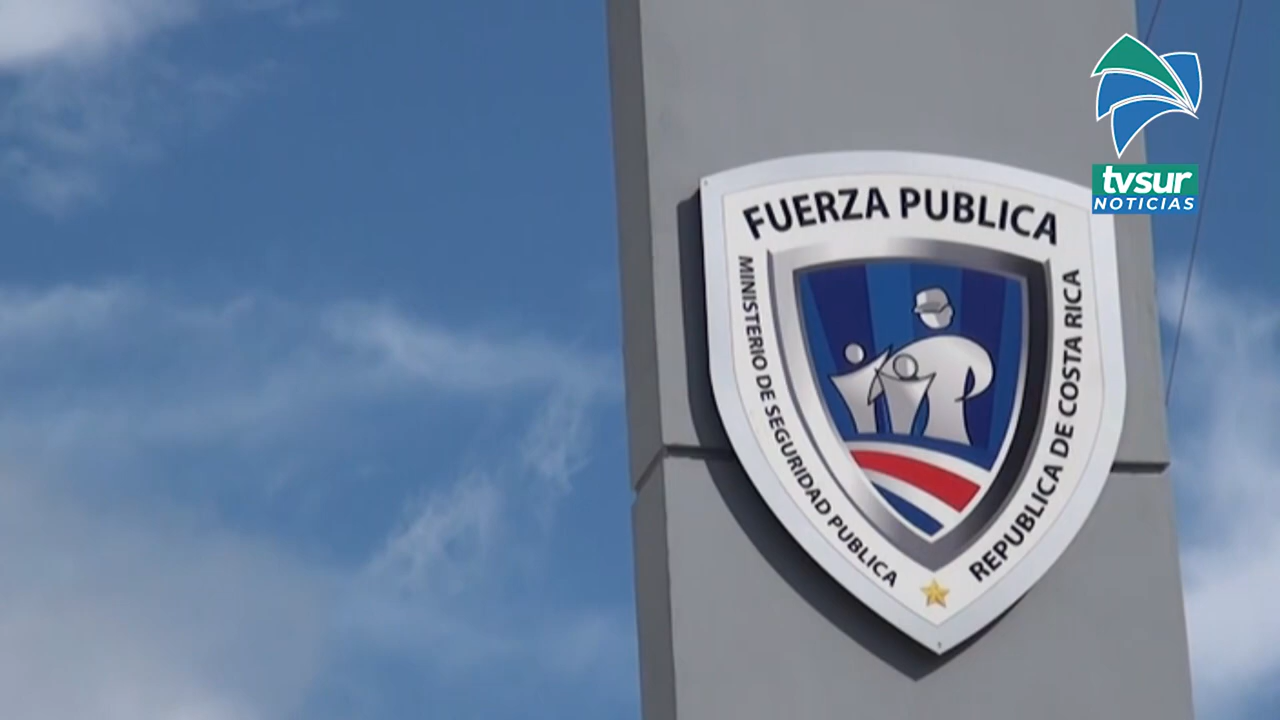 tvsur
NOTICIAS
FUERZA PUBLICA
MINISTERIO DE SEGURIDAD PUBLICA
REPUBLICA DE COSTA RICA